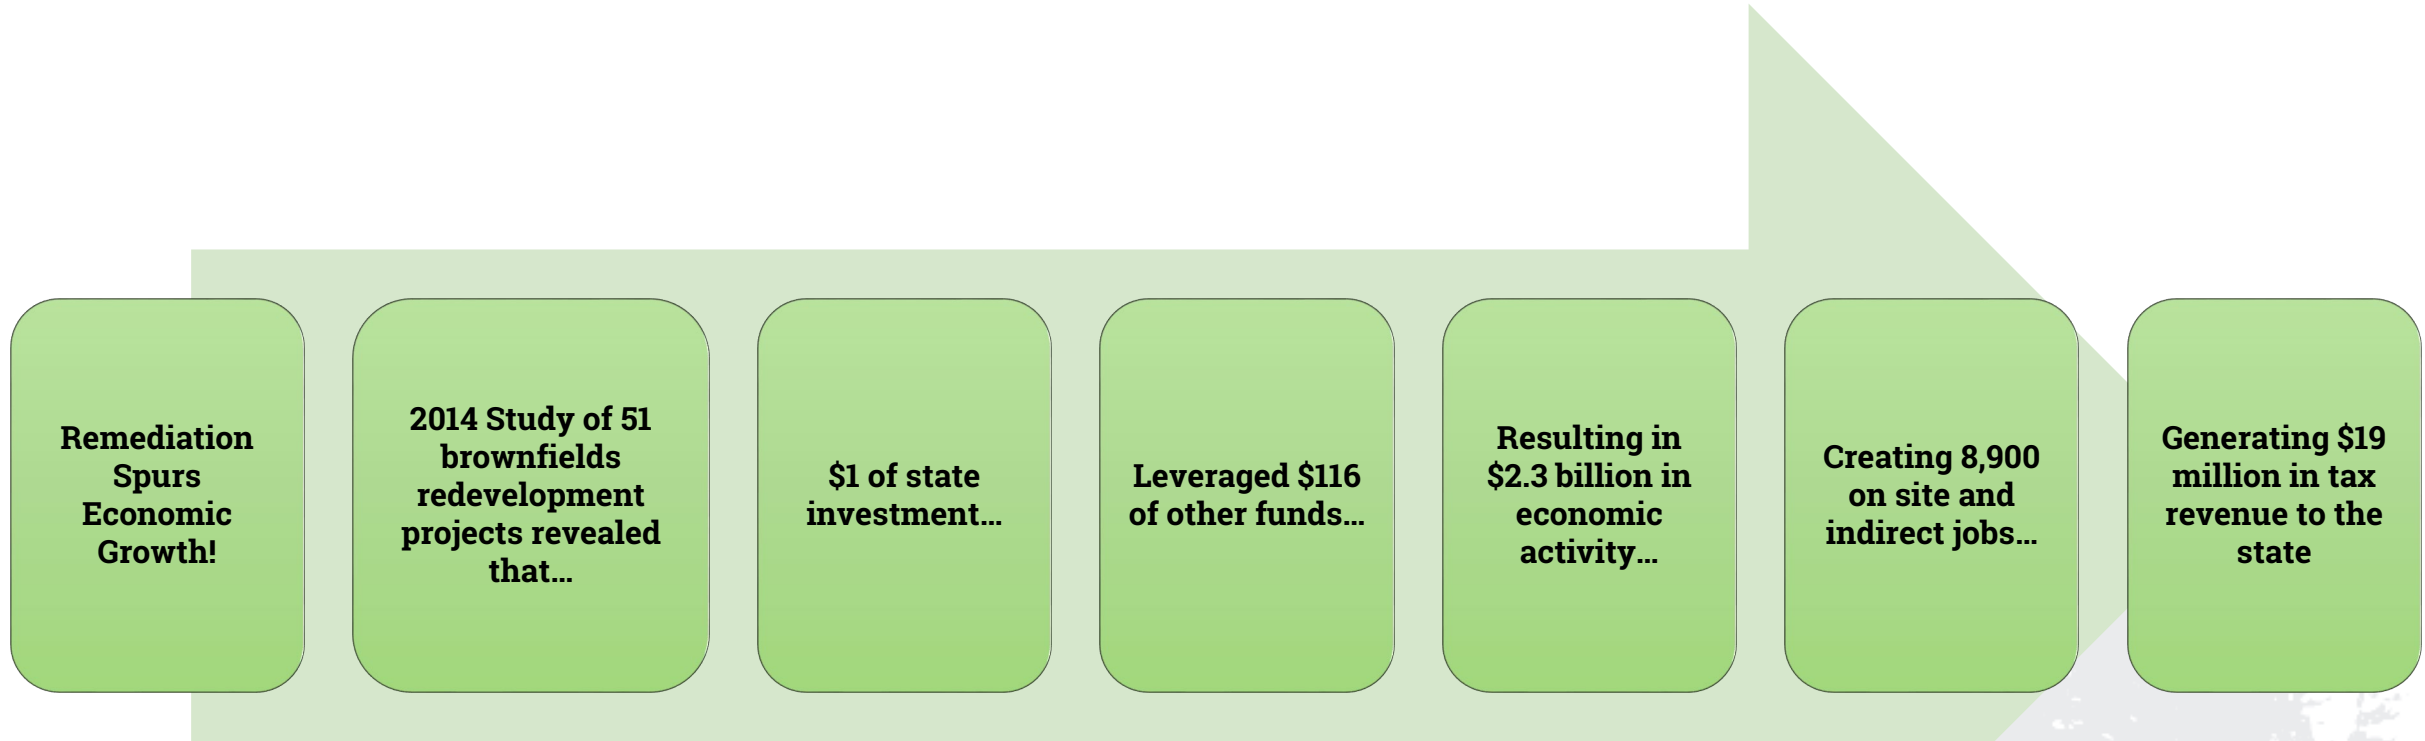 Remediation
Spurs
Economic
Growth!
2014 Study of 51
brownfields
redevelopment
projects revealed
that…
$1 of state
investment…
Leveraged $116
of other funds…
Resulting in
$2.3 billion in
economic
activity…
Creating 8,900
on site and
indirect jobs…
Generating $19
million in tax
revenue to the
state